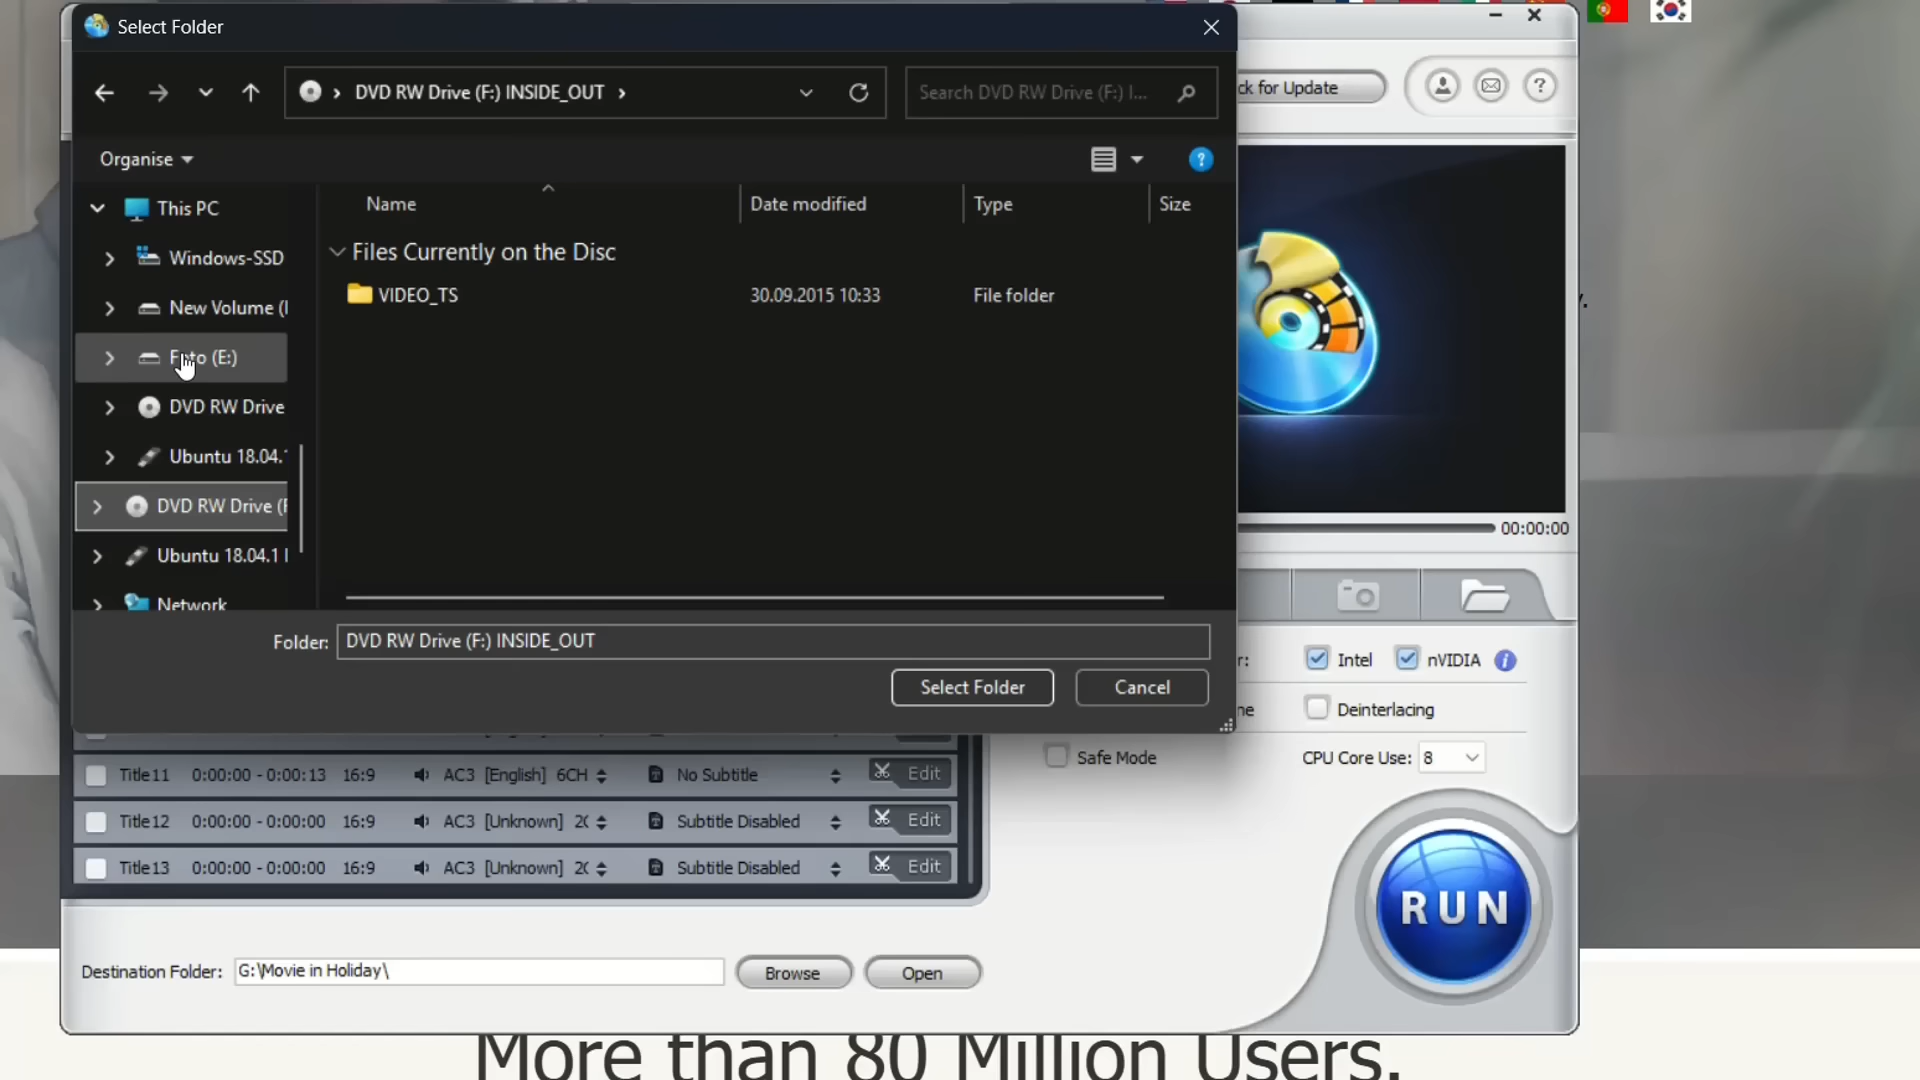 Select Folder
DVD RW Drive (F:) INSIDE_OUT
Search DVD RW Drive (F:) I...
ck for Update
Organise
Name
Date modified
Type
Size
This PC
Windows-SSD
New Volume (
Files Currently on the Disc
VIDEO_TS
30.09.2015 10:33
File folder
(E:)
DVD RW Drive
Ubuntu 18.04.
DVD RW Drive (
Ubuntu 18.04.1
Network
00:00:00
Folder:
DVD RW Drive (F:) INSIDE_OUT
Select Folder
Cancel
r:
Intel
nVIDIA
ne
Deinterlacing
Safe Mode
CPU Core Use:
8
Title11 0:00:00 - 0:00:13 16:9 AC3 [English] 6CH No Subtitle Edit
Title12 0:00:00 - 0:00:00 16:9 AC3 [Unknown] 2C Subtitle Disabled Edit
Title13 0:00:00 - 0:00:00 16:9 AC3 [Unknown] 2C Subtitle Disabled Edit
RUN
Destination Folder:
G:\Movie in Holiday\
Browse
Open
More than 80 Million Users.